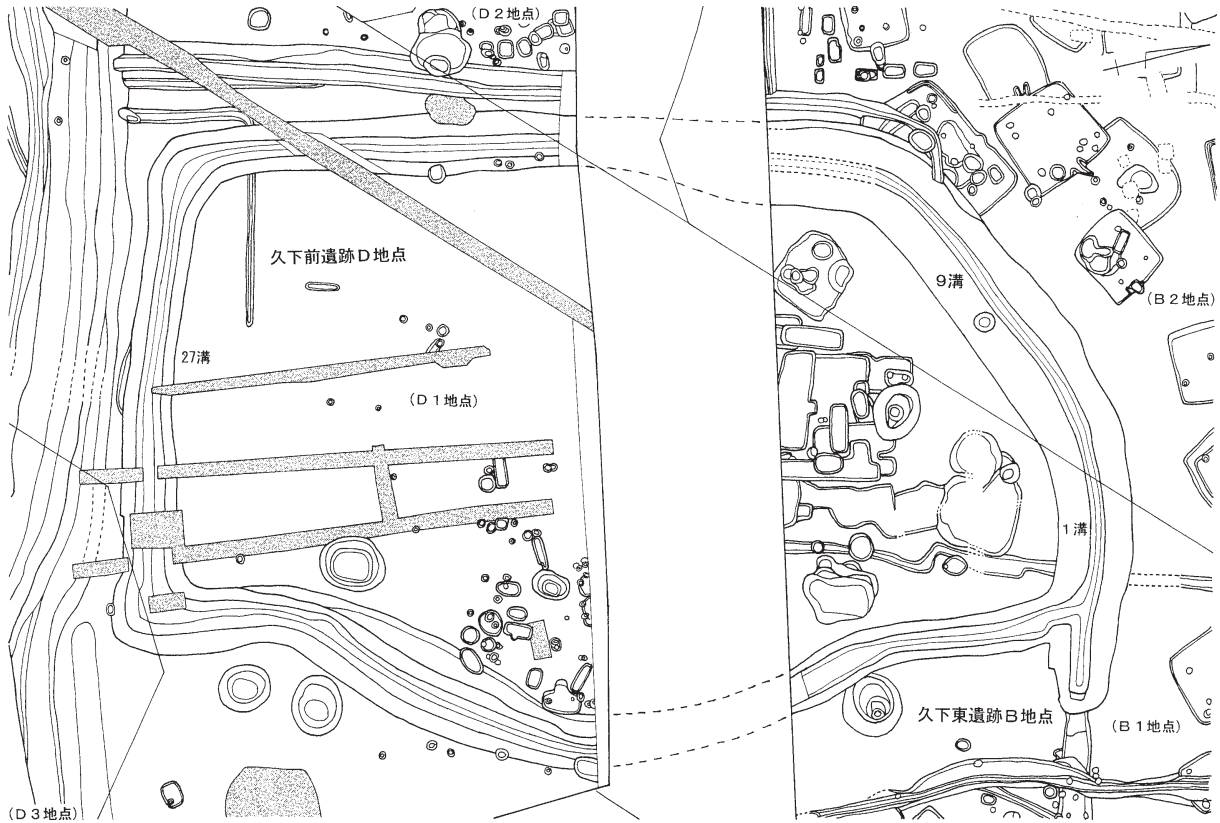 (D2地点)
久下前遺跡D地点
9溝
(B2地点)
27溝
(D1地点)
1溝
久下東遺跡B地点
(B1地点)
(D3地点)